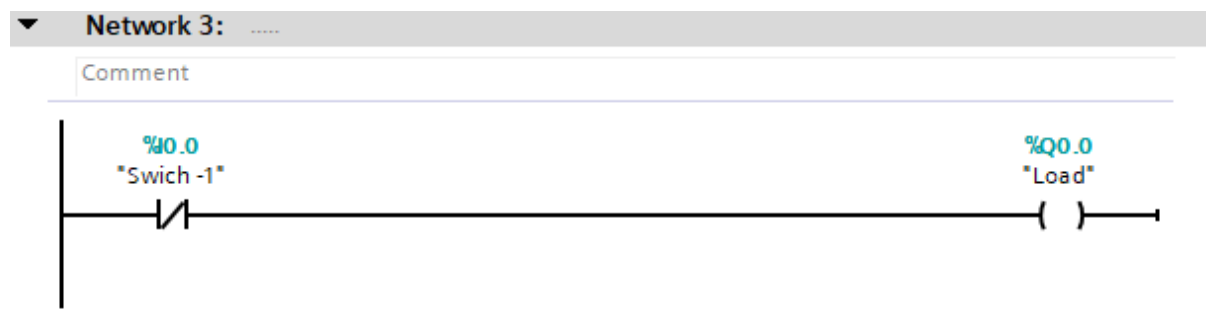 Network 3: .....
Comment
%I0.0
"Swich -1"
%Q0.0
"Load"